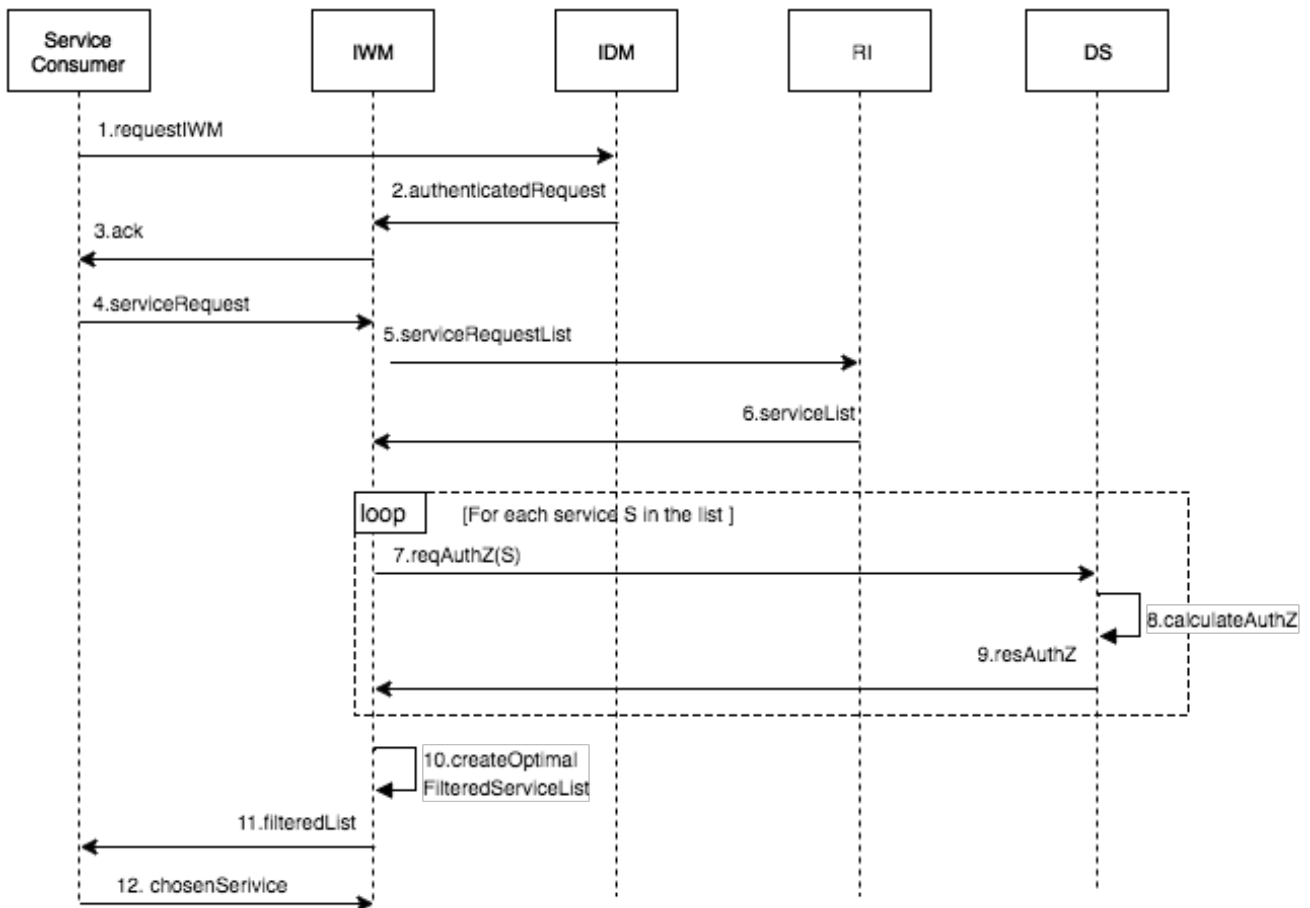 Service
Consumer
IWM
IDM
RI
DS
1.requestIWM
2.authenticatedRequest
3.ack
4.serviceRequest
5.serviceRequestList
6.serviceList
loop
[For each service S in the list ]
7.reqAuthZ(S)
8.calculateAuthZ
9.resAuthZ
10.createOptimal
FilteredServiceList
11.filteredList
12. chosenSerivice